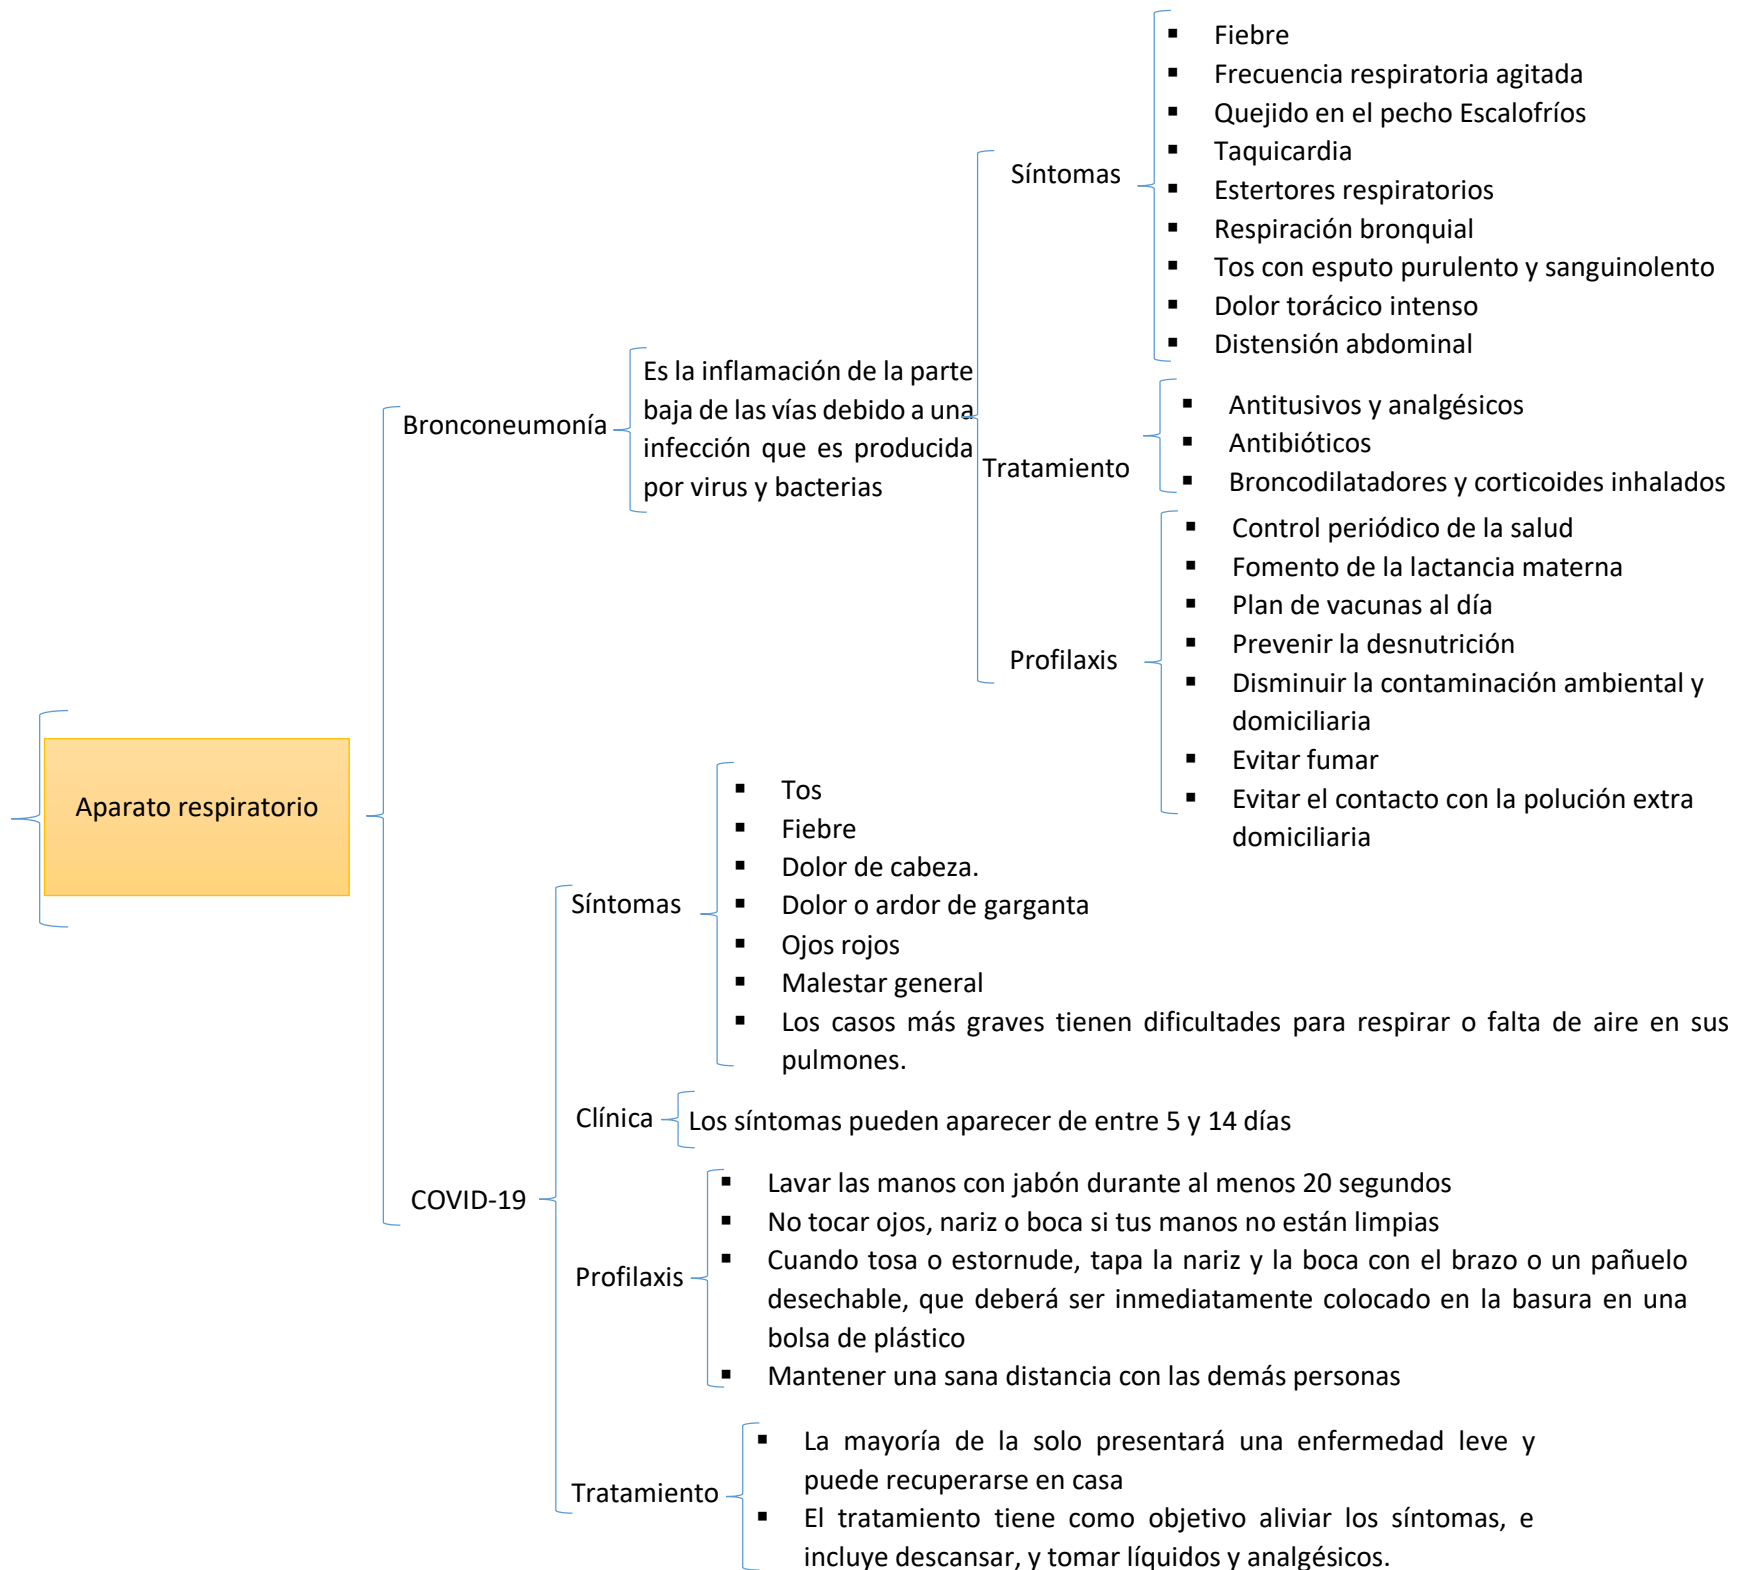 Aparato respiratorio
Bronconeumonía
Es la inflamación de la parte
baja de las vías debido a una
infección que es producida
por virus y bacterias
Síntomas
Fiebre
Frecuencia respiratoria agitada
Quejido en el pecho Escalofríos
Taquicardia
Estertores respiratorios
Respiración bronquial
Tos con esputo purulento y sanguinolento
Dolor torácico intenso
Distensión abdominal
Tratamiento
Antitusivos y analgésicos
Antibióticos
Broncodilatadores y corticoides inhalados
Profilaxis
Control periódico de la salud
Fomento de la lactancia materna
Plan de vacunas al día
Prevenir la desnutrición
Disminuir la contaminación ambiental y
domiciliaria
Evitar fumar
Evitar el contacto con la polución extra
domiciliaria
COVID-19
Síntomas
Tos
Fiebre
Dolor de cabeza.
Dolor o ardor de garganta
Ojos rojos
Malestar general
Los casos más graves tienen dificultades para respirar o falta de aire en sus
pulmones.
Clínica
Los síntomas pueden aparecer de entre 5 y 14 días
Profilaxis
Lavar las manos con jabón durante al menos 20 segundos
No tocar ojos, nariz o boca si tus manos no están limpias
Cuando tosa o estornude, tapa la nariz y la boca con el brazo o un pañuelo
desechable, que deberá ser inmediatamente colocado en la basura en una
bolsa de plástico
Mantener una sana distancia con las demás personas
Tratamiento
La mayoría de la solo presentará una enfermedad leve y
puede recuperarse en casa
El tratamiento tiene como objetivo aliviar los síntomas, e
incluye descansar, y tomar líquidos y analgésicos.